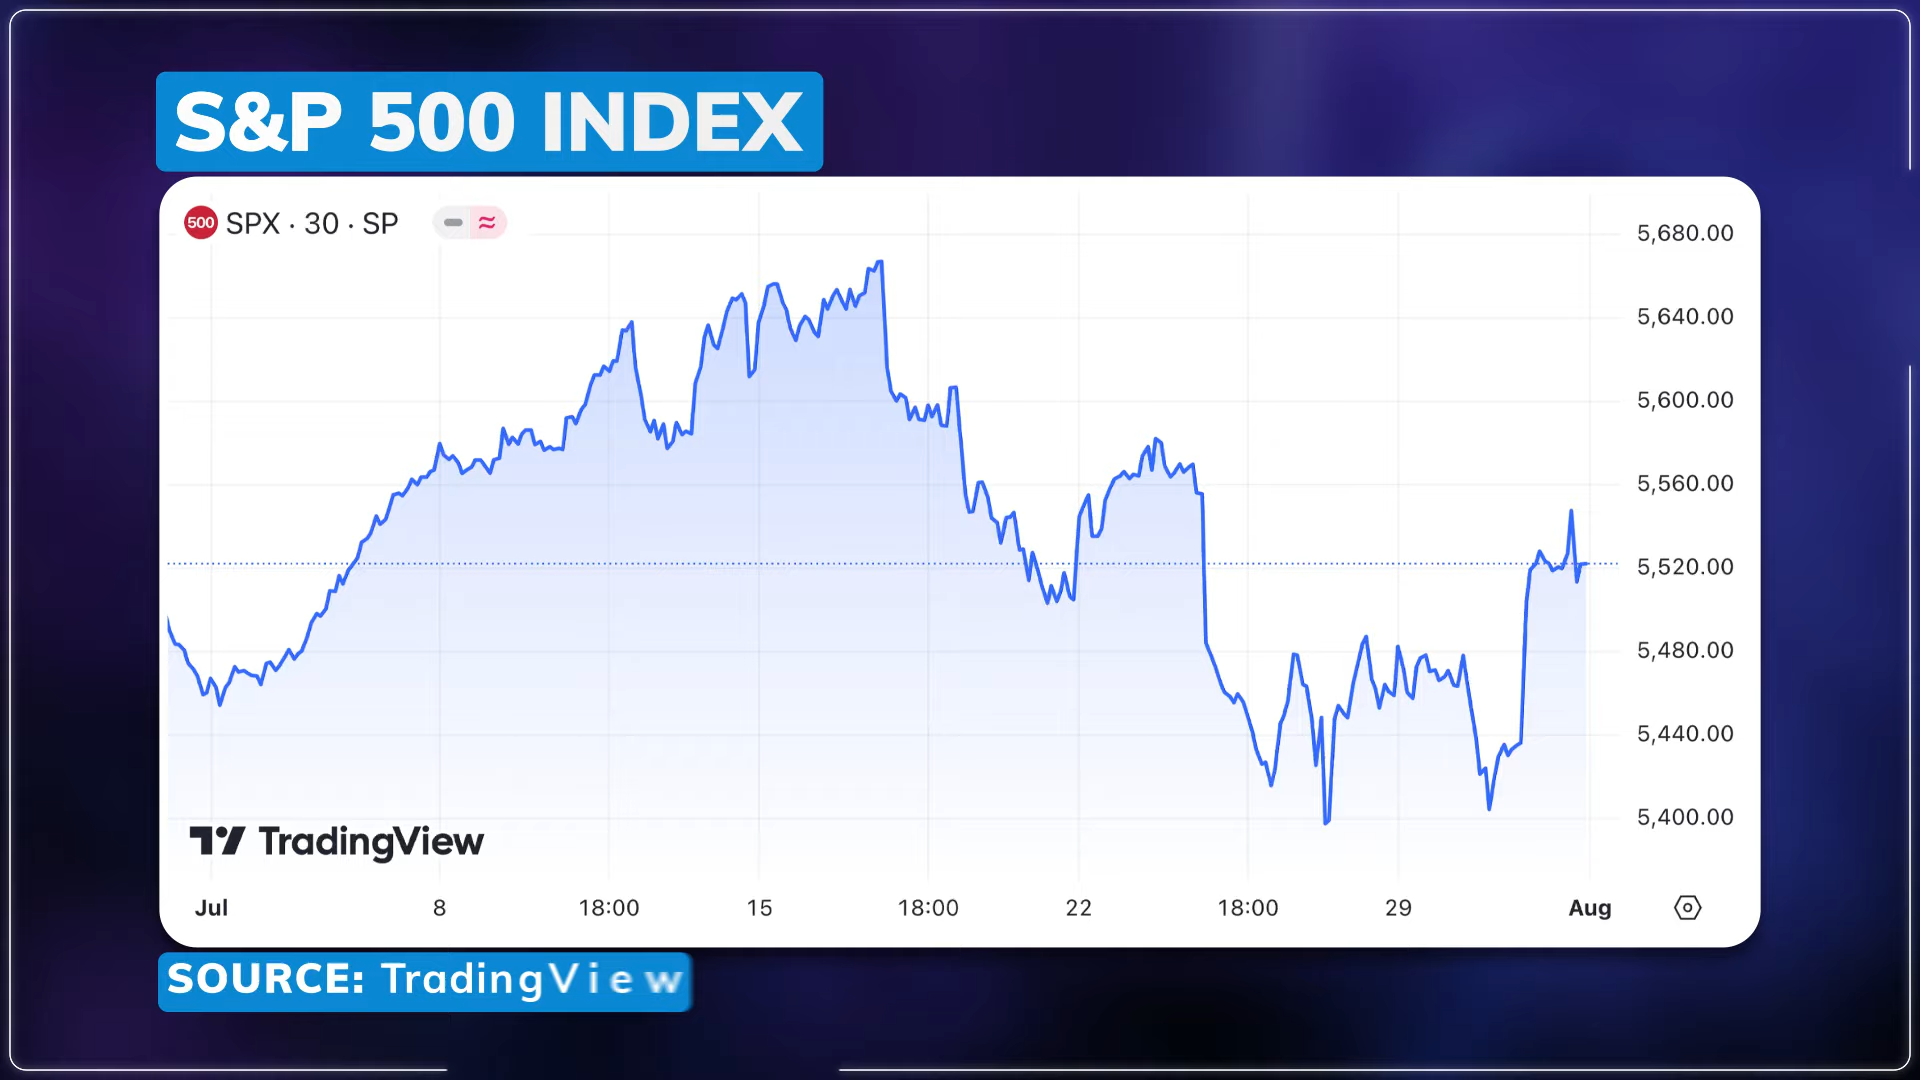 S&P 500 INDEX
500 SPX · 30 · SP
5,680.00
5,640.00
5,600.00
5,560.00
5,520.00
5,480.00
5,440.00
5,400.00
TradingView
Jul 8 18:00 15 18:00 22 18:00 29 Aug
SOURCE: TradingView